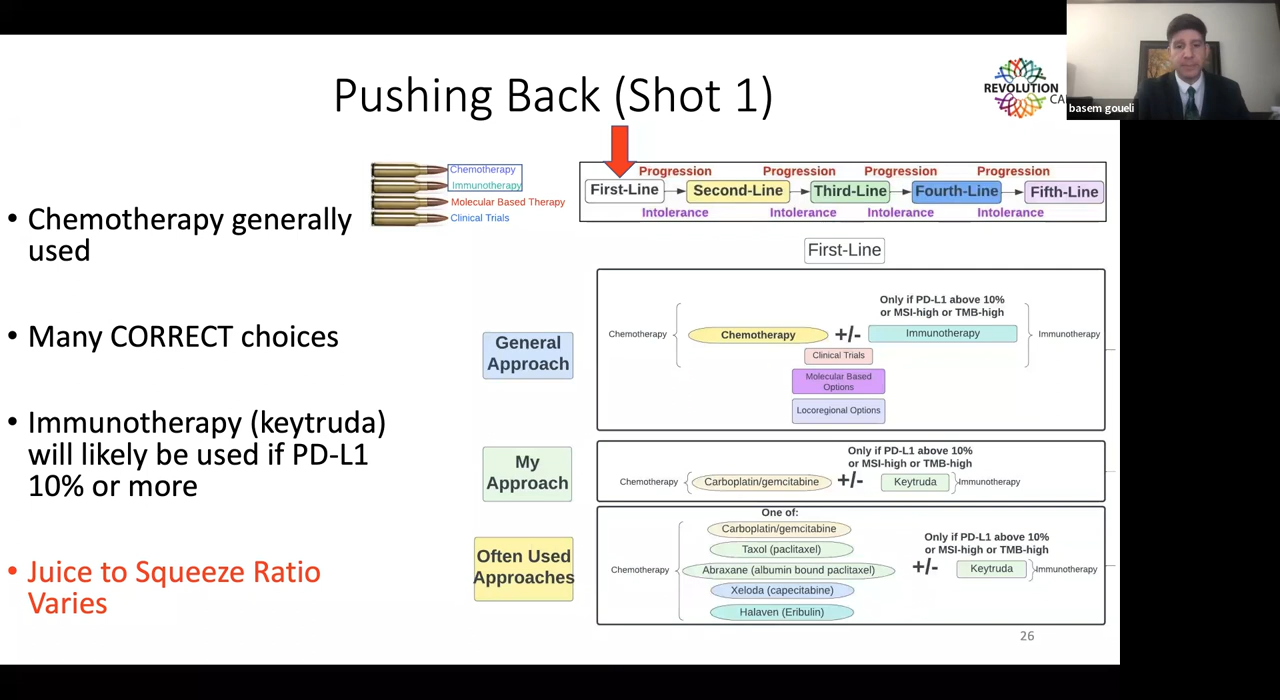 Pushing Back (Shot 1)
REVOLUTION
CA
basem goueli
Chemotherapy
Immunotherapy
Molecular Based Therapy
Clinical Trials
Progression Progression Progression Progression
First-Line Second-Line Third-Line Fourth-Line Fifth-Line
Intolerance Intolerance Intolerance Intolerance
• Chemotherapy generally
used
• Many CORRECT choices
• Immunotherapy (keytruda)
will likely be used if PD-L1
10% or more
• Juice to Squeeze Ratio
Varies
First-Line
General
Approach
Only if PD-L1 above 10%
or MSI-high or TMB-high
Chemotherapy Chemotherapy +/- Immunotherapy Immunotherapy
Clinical Trials
Molecular Based
Options
Locoregional Options
My
Approach
Only if PD-L1 above 10%
or MSI-high or TMB-high
Chemotherapy Carboplatin/gemcitabine +/- Keytruda Immunotherapy
Often Used
Approaches
One of:
Carboplatin/gemcitabine
Taxol (paclitaxel)
Chemotherapy Abraxane (albumin bound paclitaxel)
Xeloda (capecitabine)
Halaven (Eribulin)
Only if PD-L1 above 10%
or MSI-high or TMB-high
+/- Keytruda Immunotherapy
26